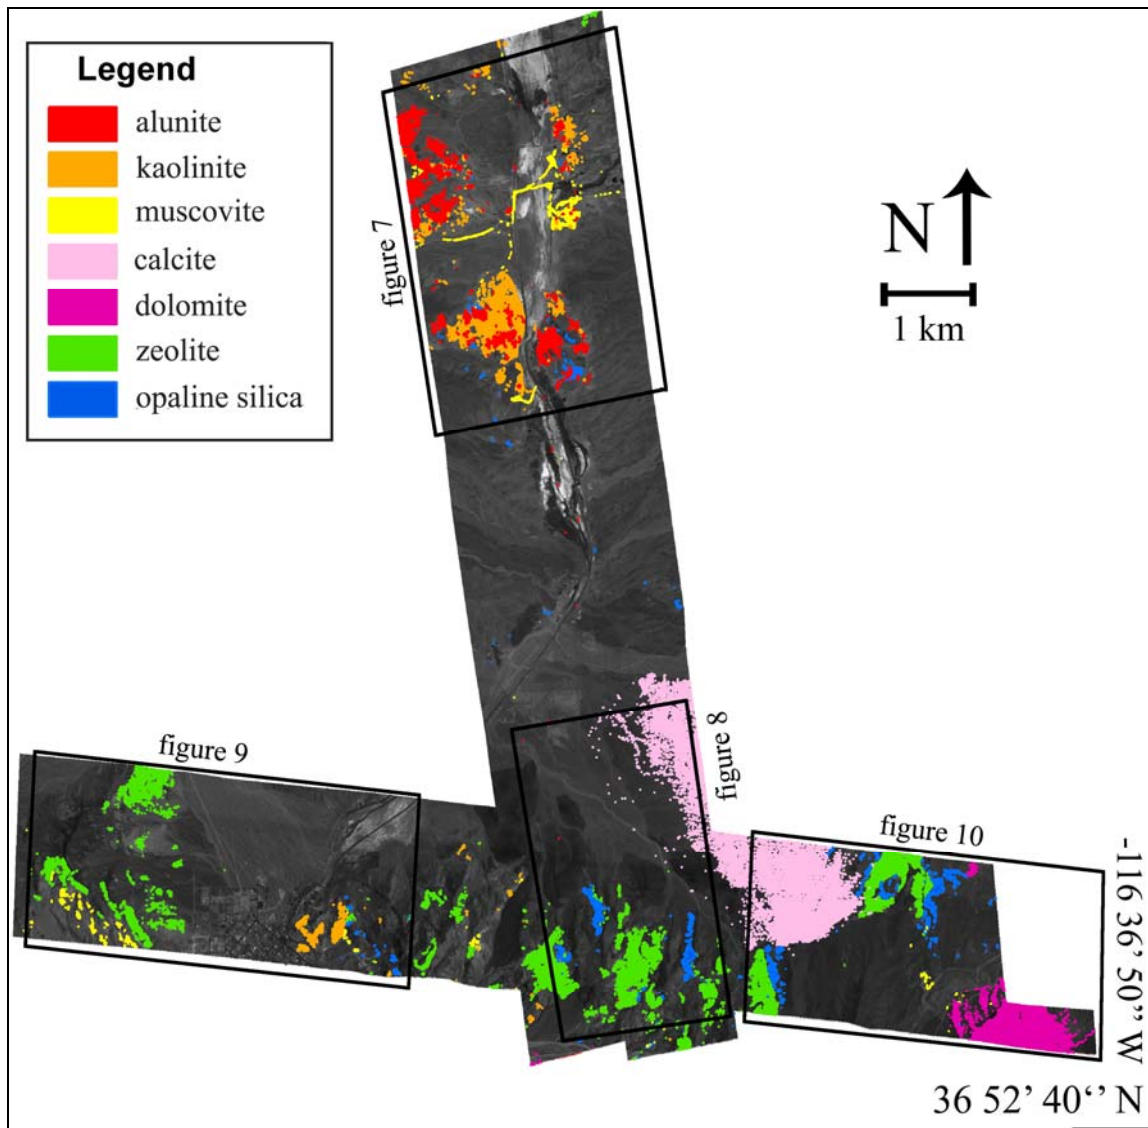 Legend
alunite
kaolinite
muscovite
calcite
dolomite
zeolite
opaline silica
figure 7
N
1 km
figure 8
figure 9
figure 10
-116 36’ 50” W
36 52’ 40‘’ N